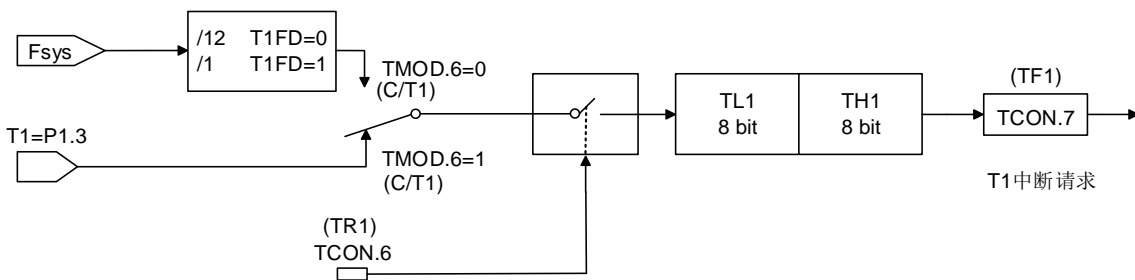 Fsys
/12 T1FD=0
/1 T1FD=1
TMOD.6=0
(C/T1)
T1=P1.3
TMOD.6=1
(C/T1)
(TR1)
TCON.6
TL1
8 bit
TH1
8 bit
(TF1)
TCON.7
T1中断请求